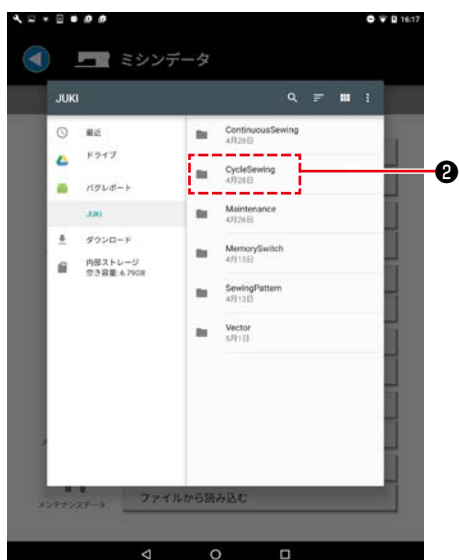 16:17
ミシンデータ
JUKI
最近
ドライブ
バグレポート
JUKI
ダウンロード
内部ストレージ
空き容量: 6.79GB
ContinuousSewing
4月28日
CycleSewing
4月28日
Maintenance
4月26日
MemorySwitch
4月13日
SewingPattern
4月13日
Vector
5月1日
❷
メンテナンスデータ
ファイルから読み込む